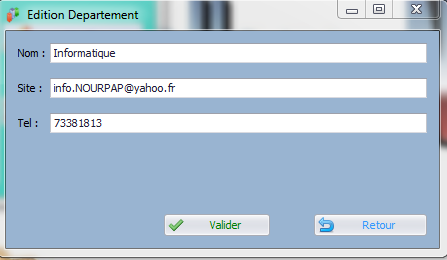 Edition Departement
Nom : Informatique
Site : info.NOURPAP@yahoo.fr
Tel : 73381813
Valider Retour